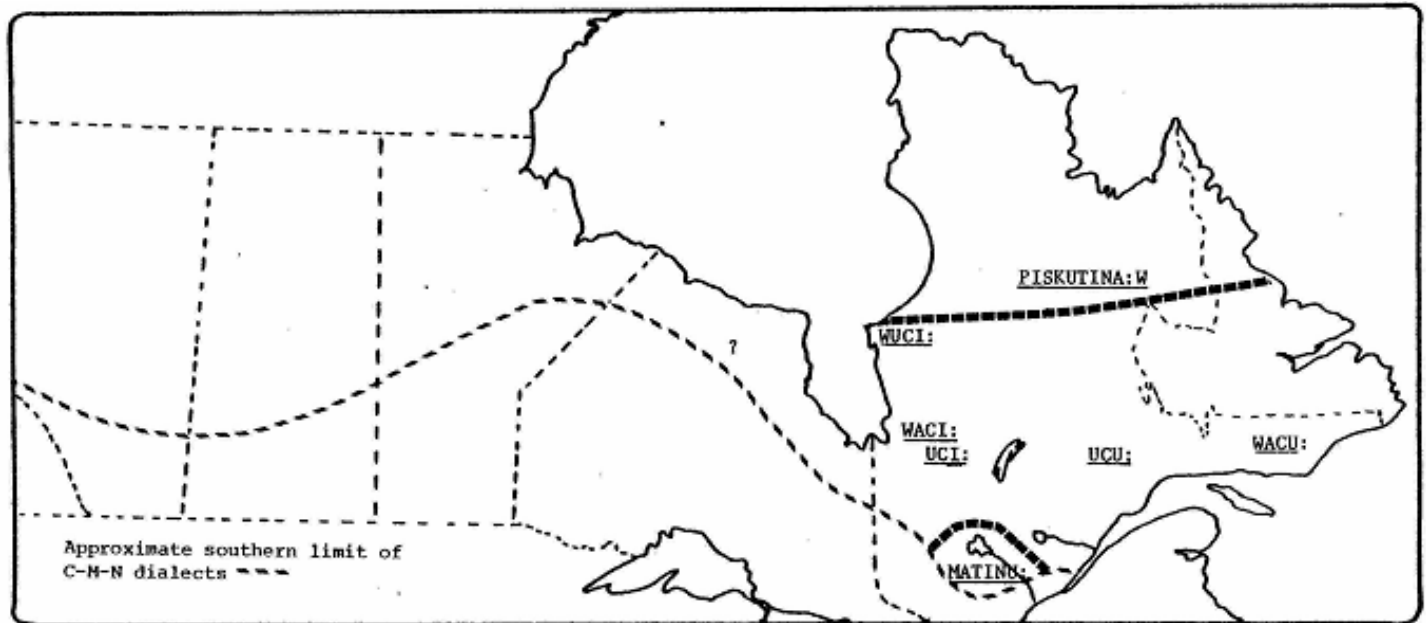 PISKUTINA:W
WUCI:
?
WACI:
UCI:
UCU:
WACU:
MATINU:
Approximate southern limit of
C-M-N dialects ---